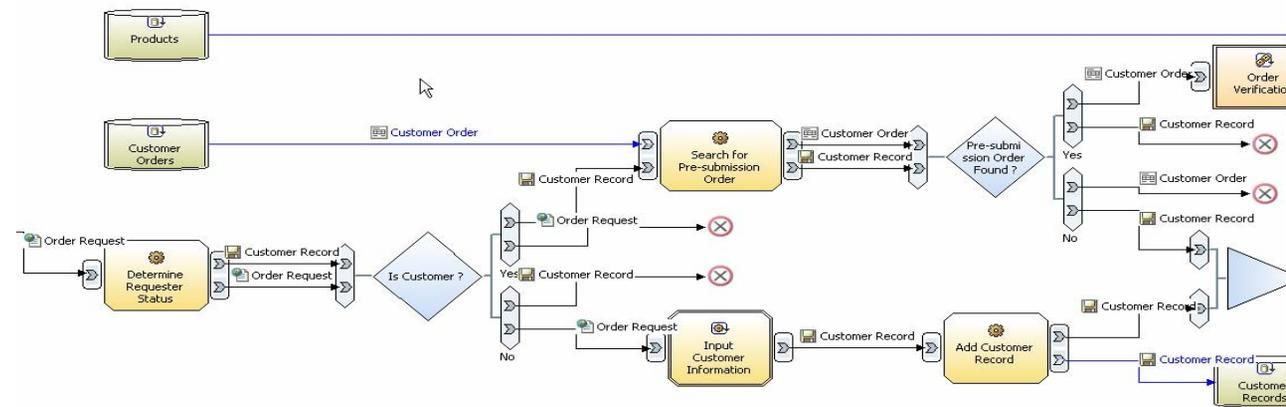 Products
Customer Order
Order
Verificatio
Customer Record
Customer
Orders
Customer Order
Search for
Pre-submission
Order
Customer Order
Customer Record
Pre-submi
ssion Order
Found ?
Yes
Customer Order
Customer Record
No
Customer Record
Order Request
Order Request
Determine
Requester
Status
Customer Record
Order Request
Is Customer ?
Yes
Customer Record
No
Order Request
Input
Customer
Information
Customer Record
Add Customer
Record
Customer Record
Customer Record
Custome
Records